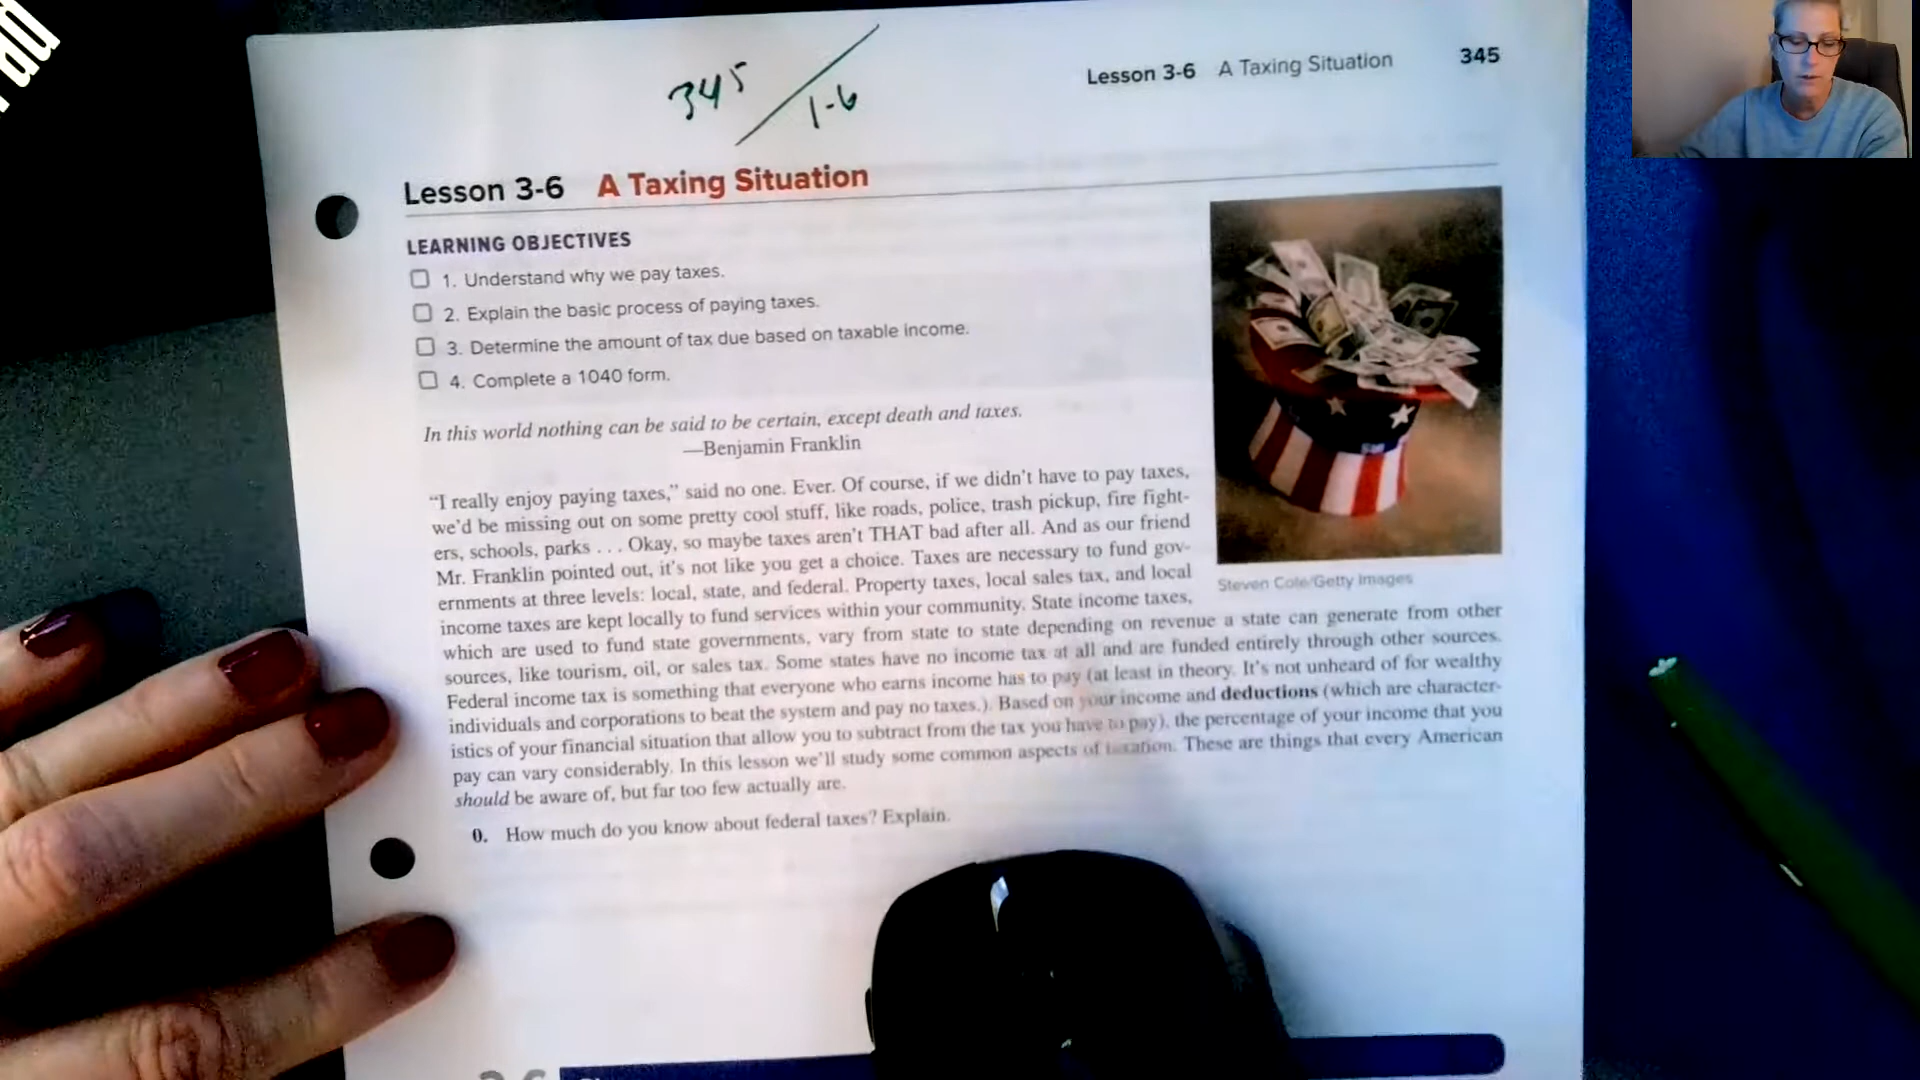 345 / 1-6
Lesson 3-6 A Taxing Situation 345
Lesson 3-6 A Taxing Situation
LEARNING OBJECTIVES
1. Understand why we pay taxes.
2. Explain the basic process of paying taxes.
3. Determine the amount of tax due based on taxable income.
4. Complete a 1040 form.
In this world nothing can be said to be certain, except death and taxes.
—Benjamin Franklin
“I really enjoy paying taxes,” said no one. Ever. Of course, if we didn’t have to pay taxes,
we’d be missing out on some pretty cool stuff, like roads, police, trash pickup, fire fight-
ers, schools, parks . . . Okay, so maybe taxes aren’t THAT bad after all. And as our friend
Mr. Franklin pointed out, it’s not like you get a choice. Taxes are necessary to fund gov-
ernments at three levels: local, state, and federal. Property taxes, local sales tax, and local
income taxes are kept locally to fund services within your community. State income taxes,
which are used to fund state governments, vary from state to state depending on revenue a state can generate from other
sources, like tourism, oil, or sales tax. Some states have no income tax at all and are funded entirely through other sources.
Federal income tax is something that everyone who earns income has to pay (at least in theory. It’s not unheard of for wealthy
individuals and corporations to beat the system and pay no taxes.). Based on your income and deductions (which are character-
istics of your financial situation that allow you to subtract from the tax you have to pay), the percentage of your income that you
pay can vary considerably. In this lesson we’ll study some common aspects of taxation. These are things that every American
should be aware of, but far too few actually are.
Steven Cole/Getty Images
0. How much do you know about federal taxes? Explain.